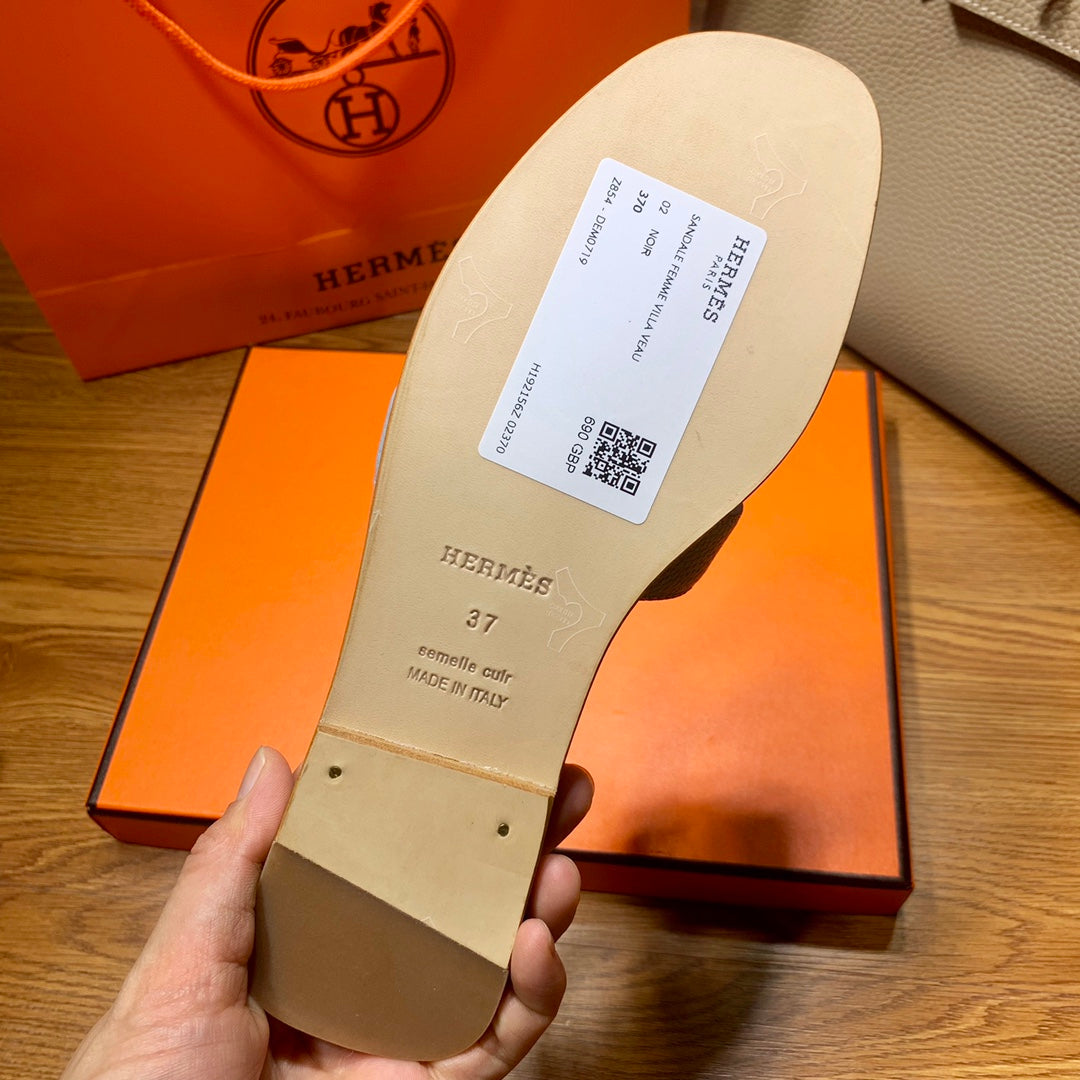 H
HERMÈS
24, FAUBOURG SAINT-
HERMÈS
PARIS
SANDALE FEMME VILLA VEAU
02 NOIR
370
Z854 - DEM0719
690 GBP
H192156Z 02370
HERMÈS
37
semelle cuir
MADE IN ITALY